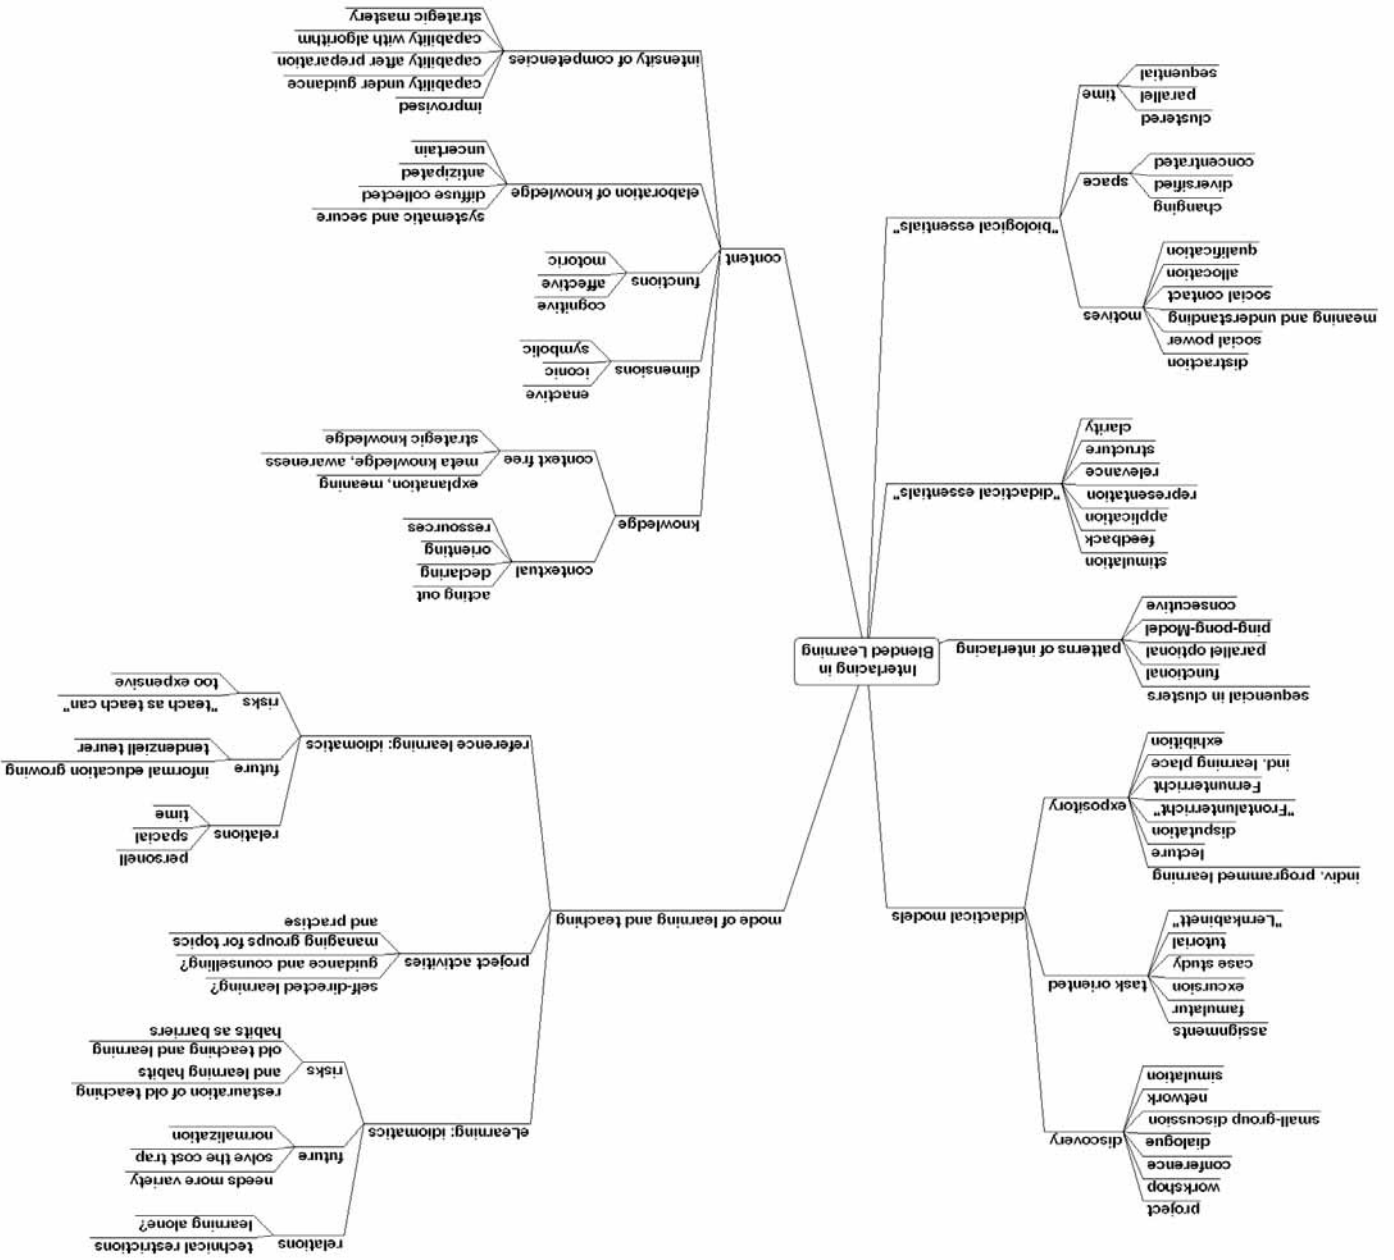 Interlacing in
Blended Learning
mode of learning and teaching
eLearning: idiomatics
relations
technical restrictions
learning alone?
future
needs more variety
solve the cost trap
normalization
risks
restauration of old teaching
and learning habits
old teaching and learning
habits as barriers
project activities
self-directed learning?
guidance and counselling?
managing groups for topics
and practise
reference learning: idiomatics
relations
personell
spacial
time
future
informal education growing
tendenziell teurer
risks
"teach as teach can"
too expensive
content
knowledge
contextual
acting out
declaring
orienting
ressources
context free
explanation, meaning
meta knowledge, awareness
strategic knowledge
dimensions
enactive
iconic
symbolic
functions
cognitive
affective
motoric
elaboration of knowledge
systematic and secure
diffuse collected
antizipated
uncertain
intensity of competencies
improvised
capability under guidance
capability after preparation
capability with algorithm
strategic mastery
didactical models
discovery
project
workshop
conference
dialogue
small-group discussion
network
simulation
task oriented
assignments
famulatur
excursion
case study
tutorial
"Lernkabinett"
expository
indiv. programmed learning
lecture
disputation
"Frontalunterricht"
Fernunterricht
ind. learning place
exhibition
patterns of interlacing
sequencial in clusters
functional
parallel optional
ping-pong-Model
consecutive
"didactical essentials"
stimulation
feedback
application
representation
relevance
structure
clarity
"biological essentials"
motives
distraction
social power
meaning and understanding
social contact
allocation
qualification
space
changing
diversified
concentrated
time
clustered
parallel
sequential